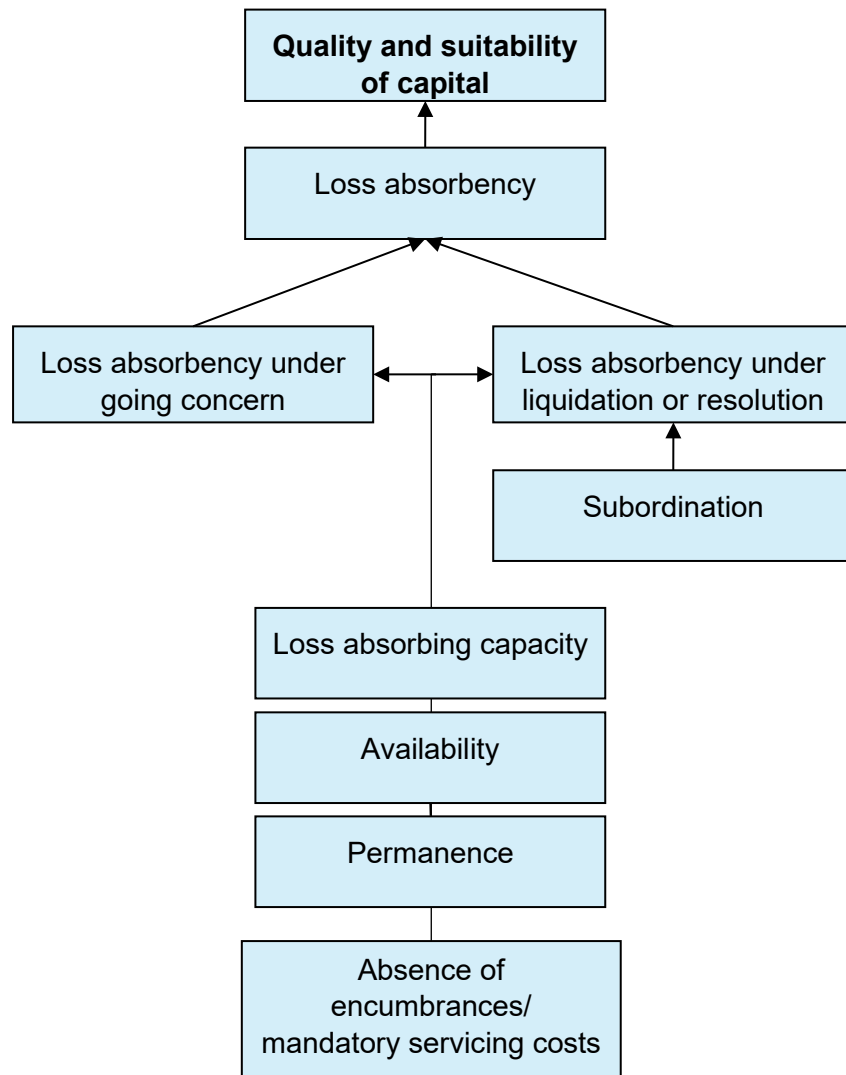 Quality and suitability
of capital
Loss absorbency
Loss absorbency under
going concern
Loss absorbency under
liquidation or resolution
Subordination
Loss absorbing capacity
Availability
Permanence
Absence of
encumbrances/
mandatory servicing costs